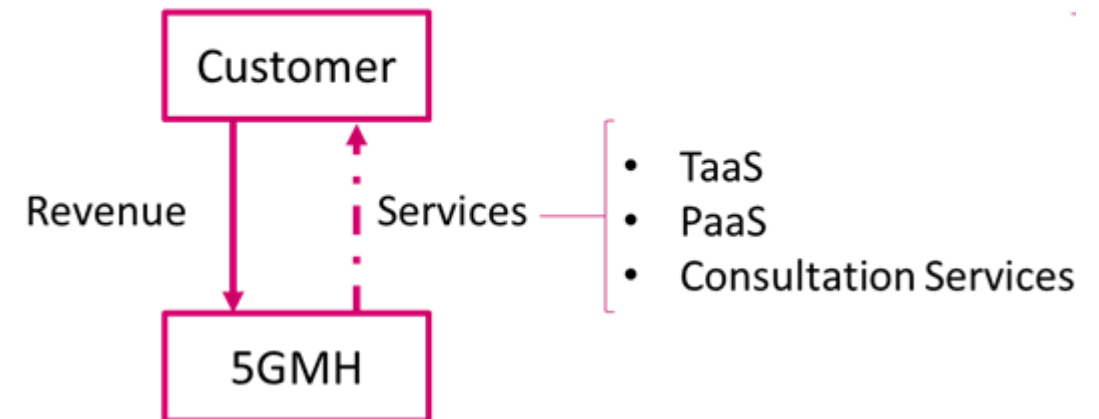 Customer
Revenue
Services
• TaaS
• PaaS
• Consultation Services
5GMH